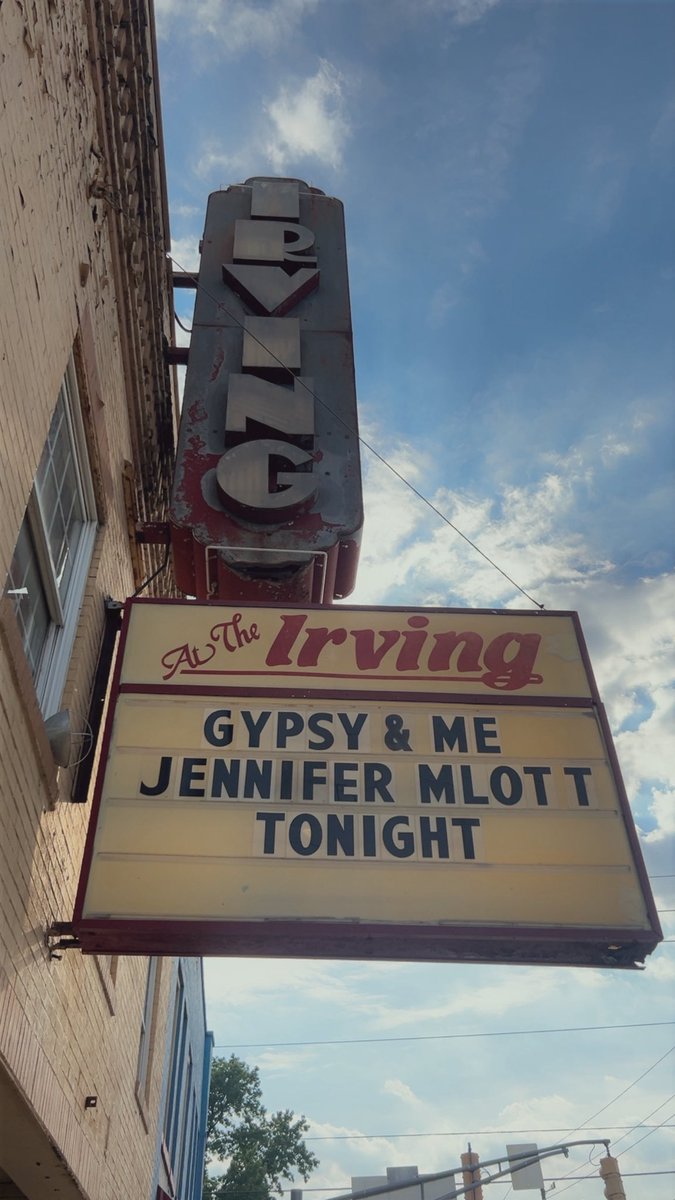 IRVING
At The Irving
GYPSY & ME
JENNIFER MLOTT
TONIGHT